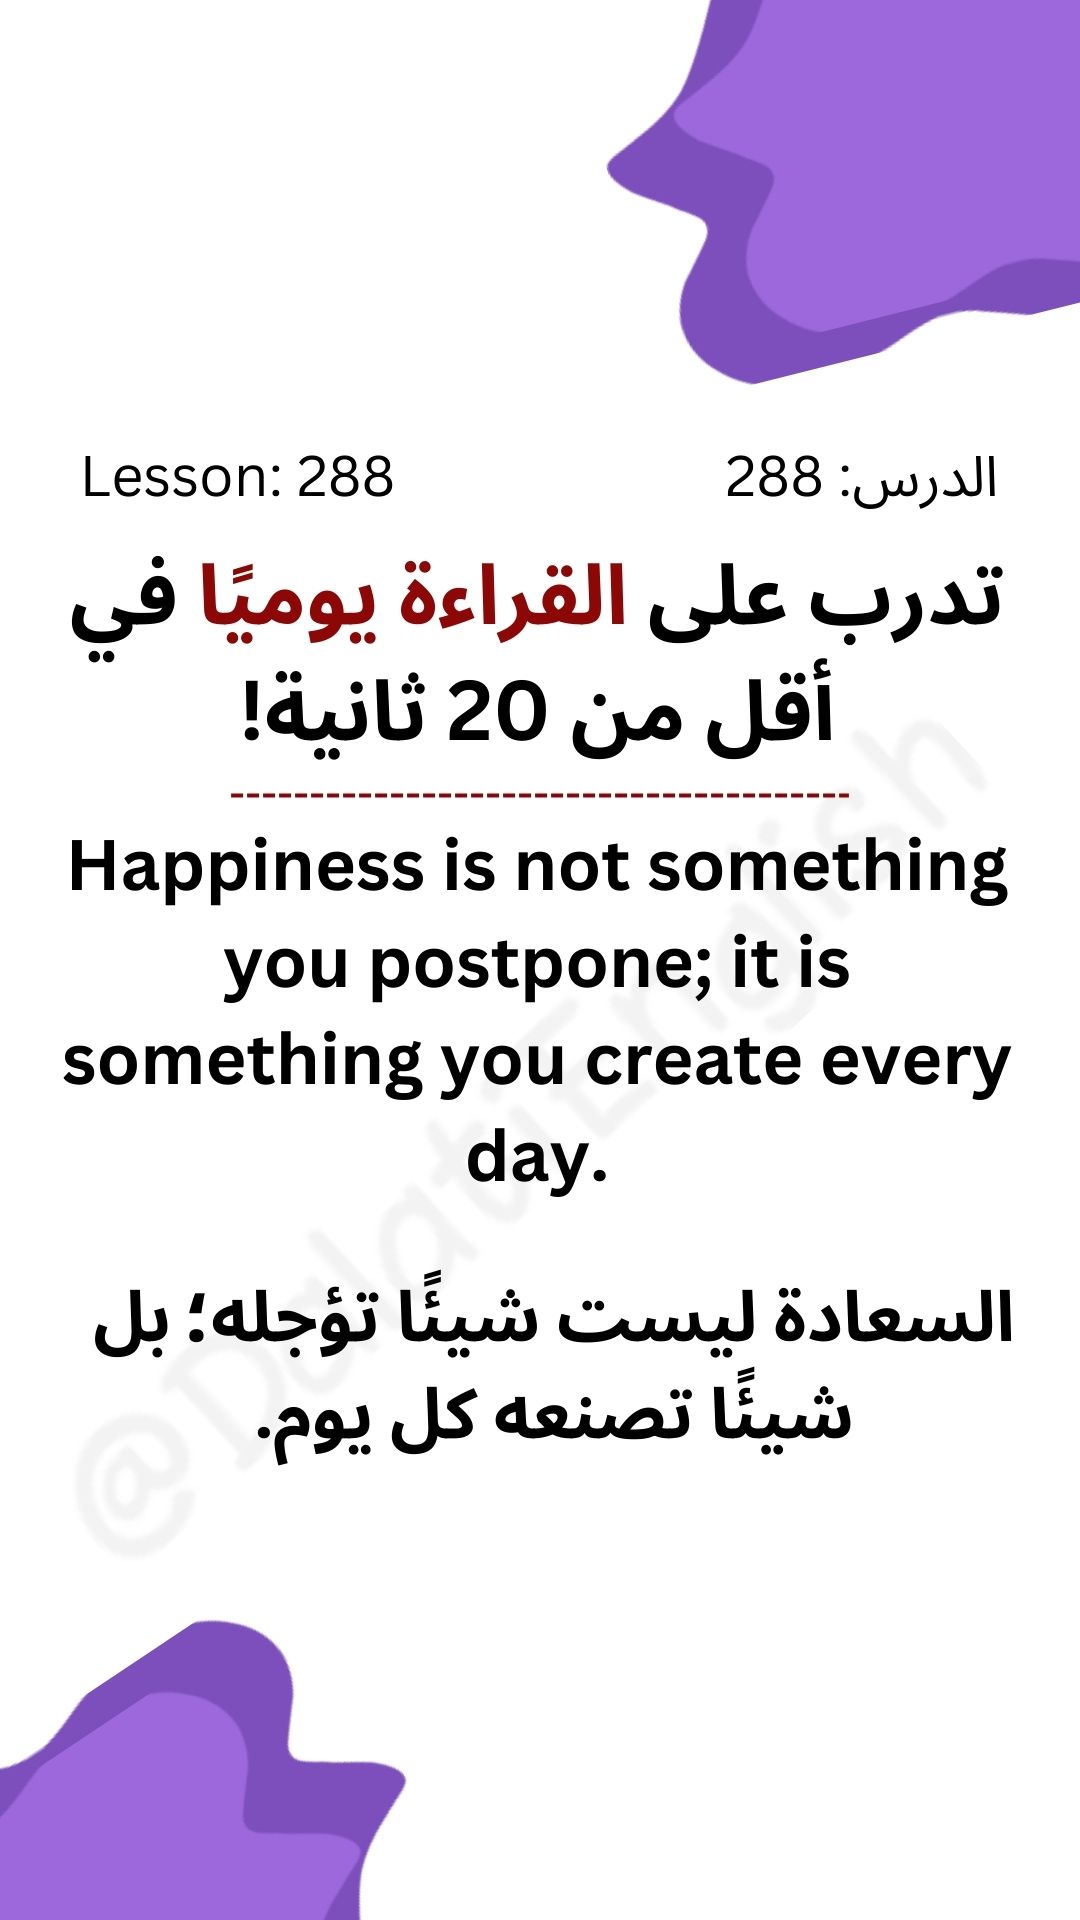 Lesson: 288
الدرس: 288
تدرب على القراءة يوميًا في
أقل من 20 ثانية!
---------------------------------------
Happiness is not something
you postpone; it is
something you create every
day.
السعادة ليست شيئًا تؤجله؛ بل
شيئًا تصنعه كل يوم.
@DalatiEnglish